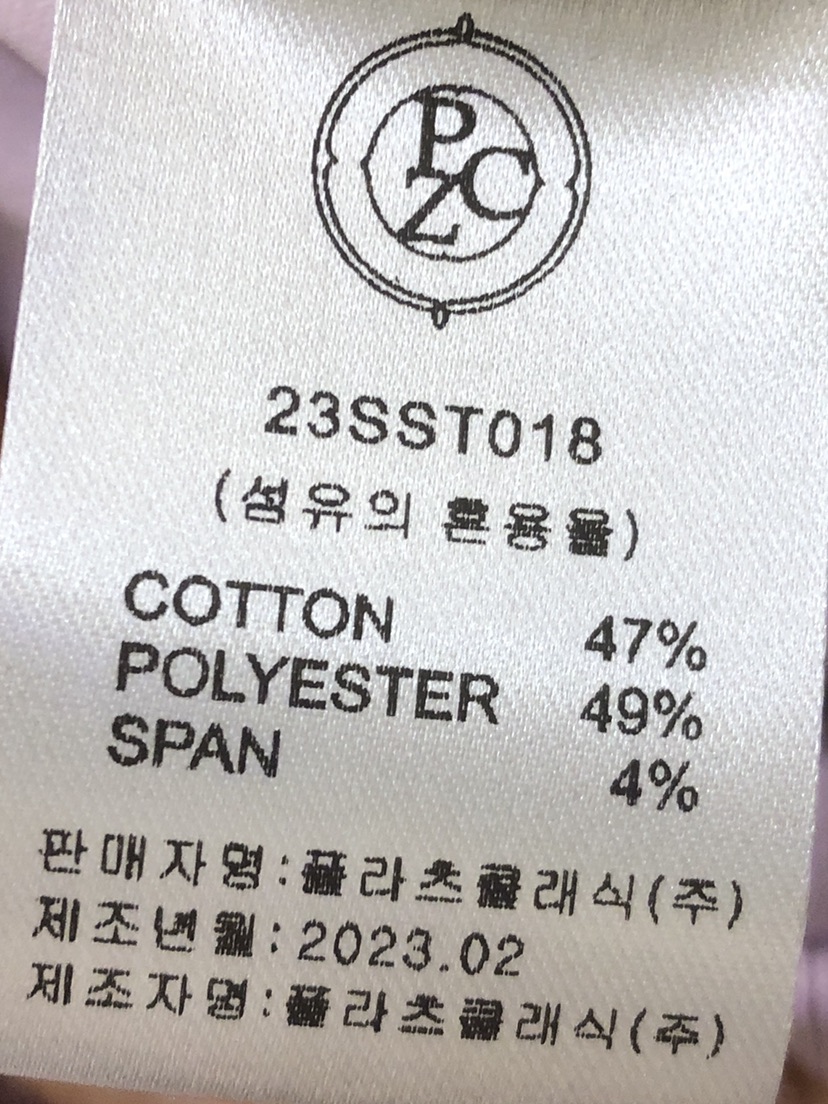 PCZ
23SST018
(섬유의 혼용율)
COTTON 47%
POLYESTER 49%
SPAN 4%
판매자명:플라츠클래식(주)
제조년월:2023.02
제조자명:플라츠클래식(주)